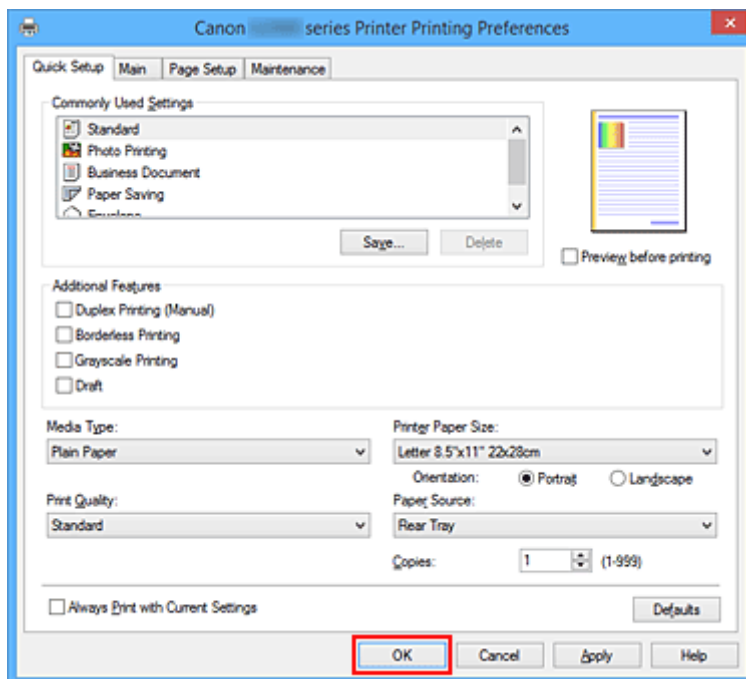 Canon series Printer Printing Preferences
Quick Setup Main Page Setup Maintenance
Commonly Used Settings
Standard
Photo Printing
Business Document
Paper Saving
Envelope
Save... Delete
Preview before printing
Additional Features
Duplex Printing (Manual)
Borderless Printing
Grayscale Printing
Draft
Media Type:
Plain Paper
Printer Paper Size:
Letter 8.5"x11" 22x28cm
Orientation: Portrait Landscape
Print Quality:
Standard
Paper Source:
Rear Tray
Copies: 1 (1-999)
Always Print with Current Settings
Defaults
OK Cancel Apply Help